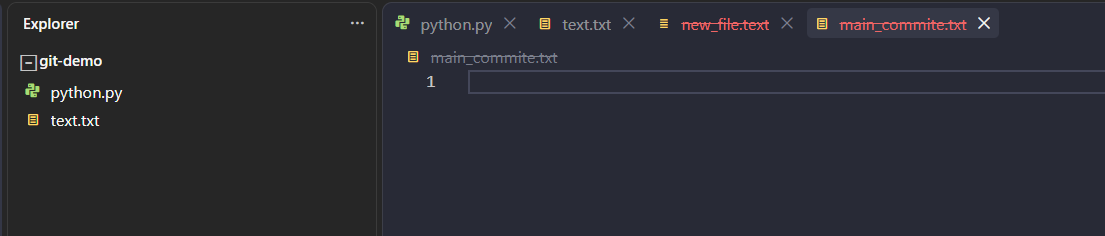 Explorer
git-demo
python.py
text.txt
python.py text.txt new_file.text main_commite.txt
main_commite.txt
1